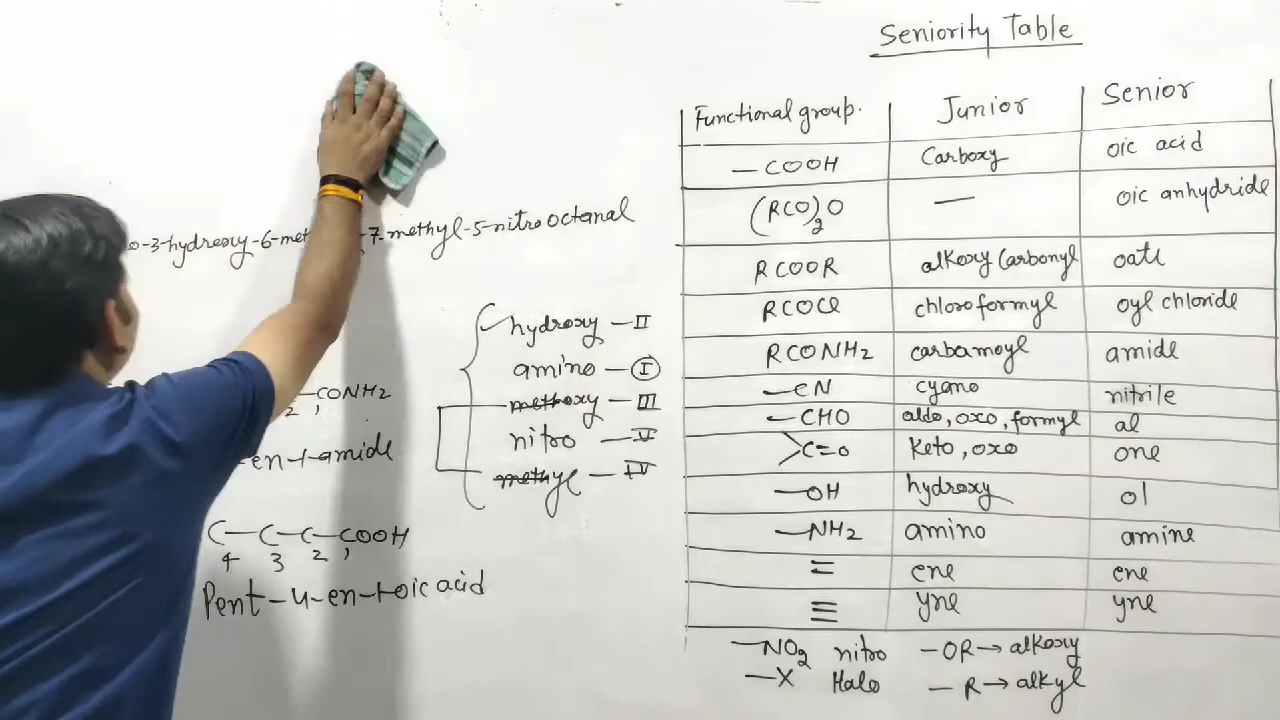 o-3-hydroxy-6-met 7-methyl-5-nitrooctanal
hydroxy - II
amino - I
methoxy - III
nitro - V
methyl - IV
-CONH2
2 1
-en-1-amide
C-C-C-COOH
4 3 2 1
Pent-4-en-1-oic acid
Seniority Table
Functional group. Junior Senior
-COOH Carboxy oic acid
(RCO)2O — oic anhydride
RCOOR alkoxy Carbonyl oate
RCOCl chloroformyl oyl chloride
RCONH2 carbamoyl amide
-CN cyano nitrile
-CHO aldo, oxo, formyl al
>C=O Keto, oxo one
-OH hydroxy ol
-NH2 amino amine
= ene ene
≡ yne yne
-NO2 nitro -OR→alkoxy
-X Halo -R→alkyl